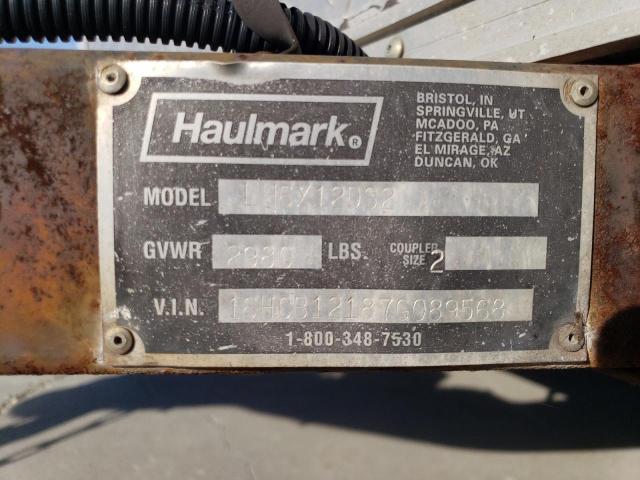 Haulmark®
BRISTOL, IN
SPRINGVILLE, UT
MCADOO, PA
FITZGERALD, GA
EL MIRAGE, AZ
DUNCAN, OK
MODEL
GVWR LBS. COUPLER SIZE 2
V.I.N.
1-800-348-7530